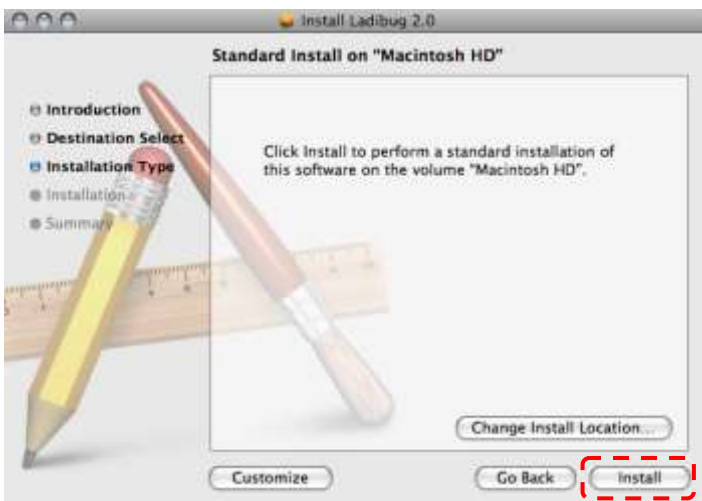 Install Ladibug 2.0
Standard Install on "Macintosh HD"
Introduction
Destination Select
Installation Type
Installation
Summary
Click Install to perform a standard installation of
this software on the volume "Macintosh HD".
Change Install Location...
Customize
Go Back
Install